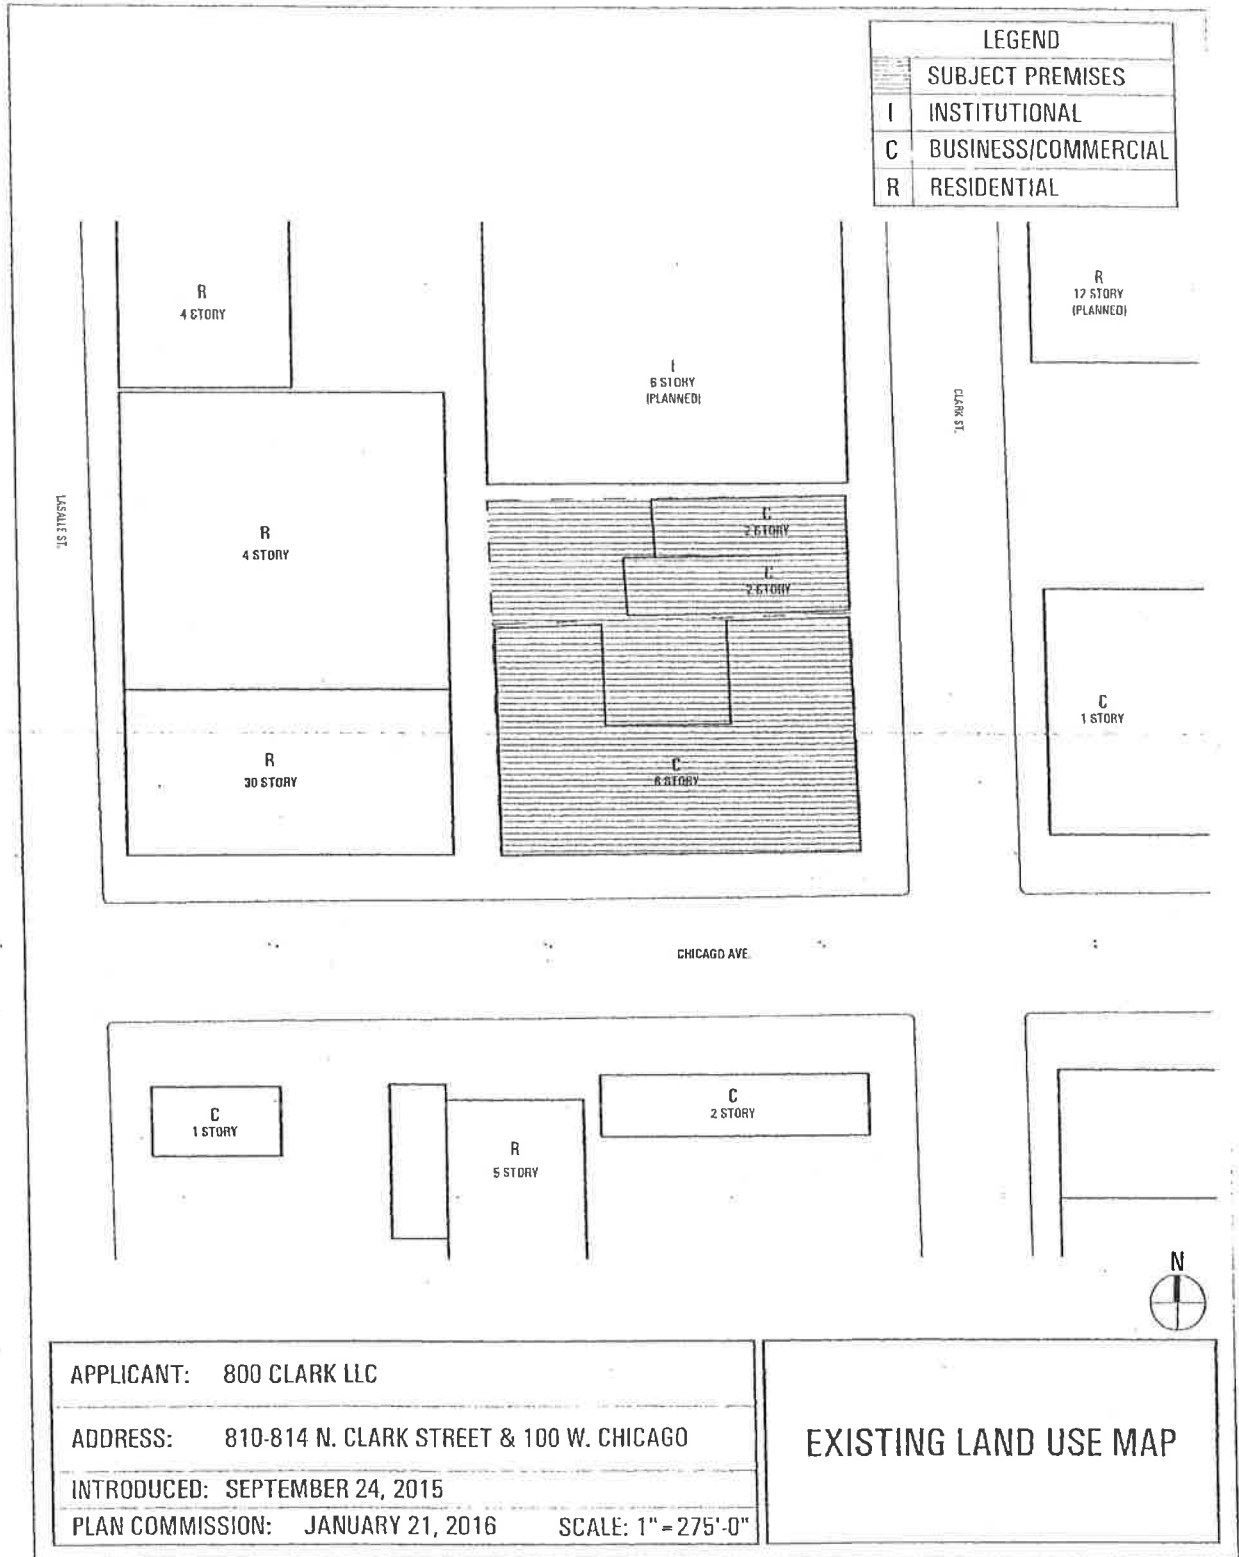 LEGEND
SUBJECT PREMISES
I INSTITUTIONAL
C BUSINESS/COMMERCIAL
R RESIDENTIAL
R
4 STORY
I
6 STORY
(PLANNED)
R
12 STORY
(PLANNED)
CLARK ST.
LASALLE ST.
R
4 STORY
C
2 STORY
C
2 STORY
R
30 STORY
C
6 STORY
C
1 STORY
CHICAGO AVE.
C
1 STORY
R
5 STORY
C
2 STORY
N
APPLICANT: 800 CLARK LLC
ADDRESS: 810-814 N. CLARK STREET & 100 W. CHICAGO
INTRODUCED: SEPTEMBER 24, 2015
PLAN COMMISSION: JANUARY 21, 2016 SCALE: 1"=275'-0"
EXISTING LAND USE MAP